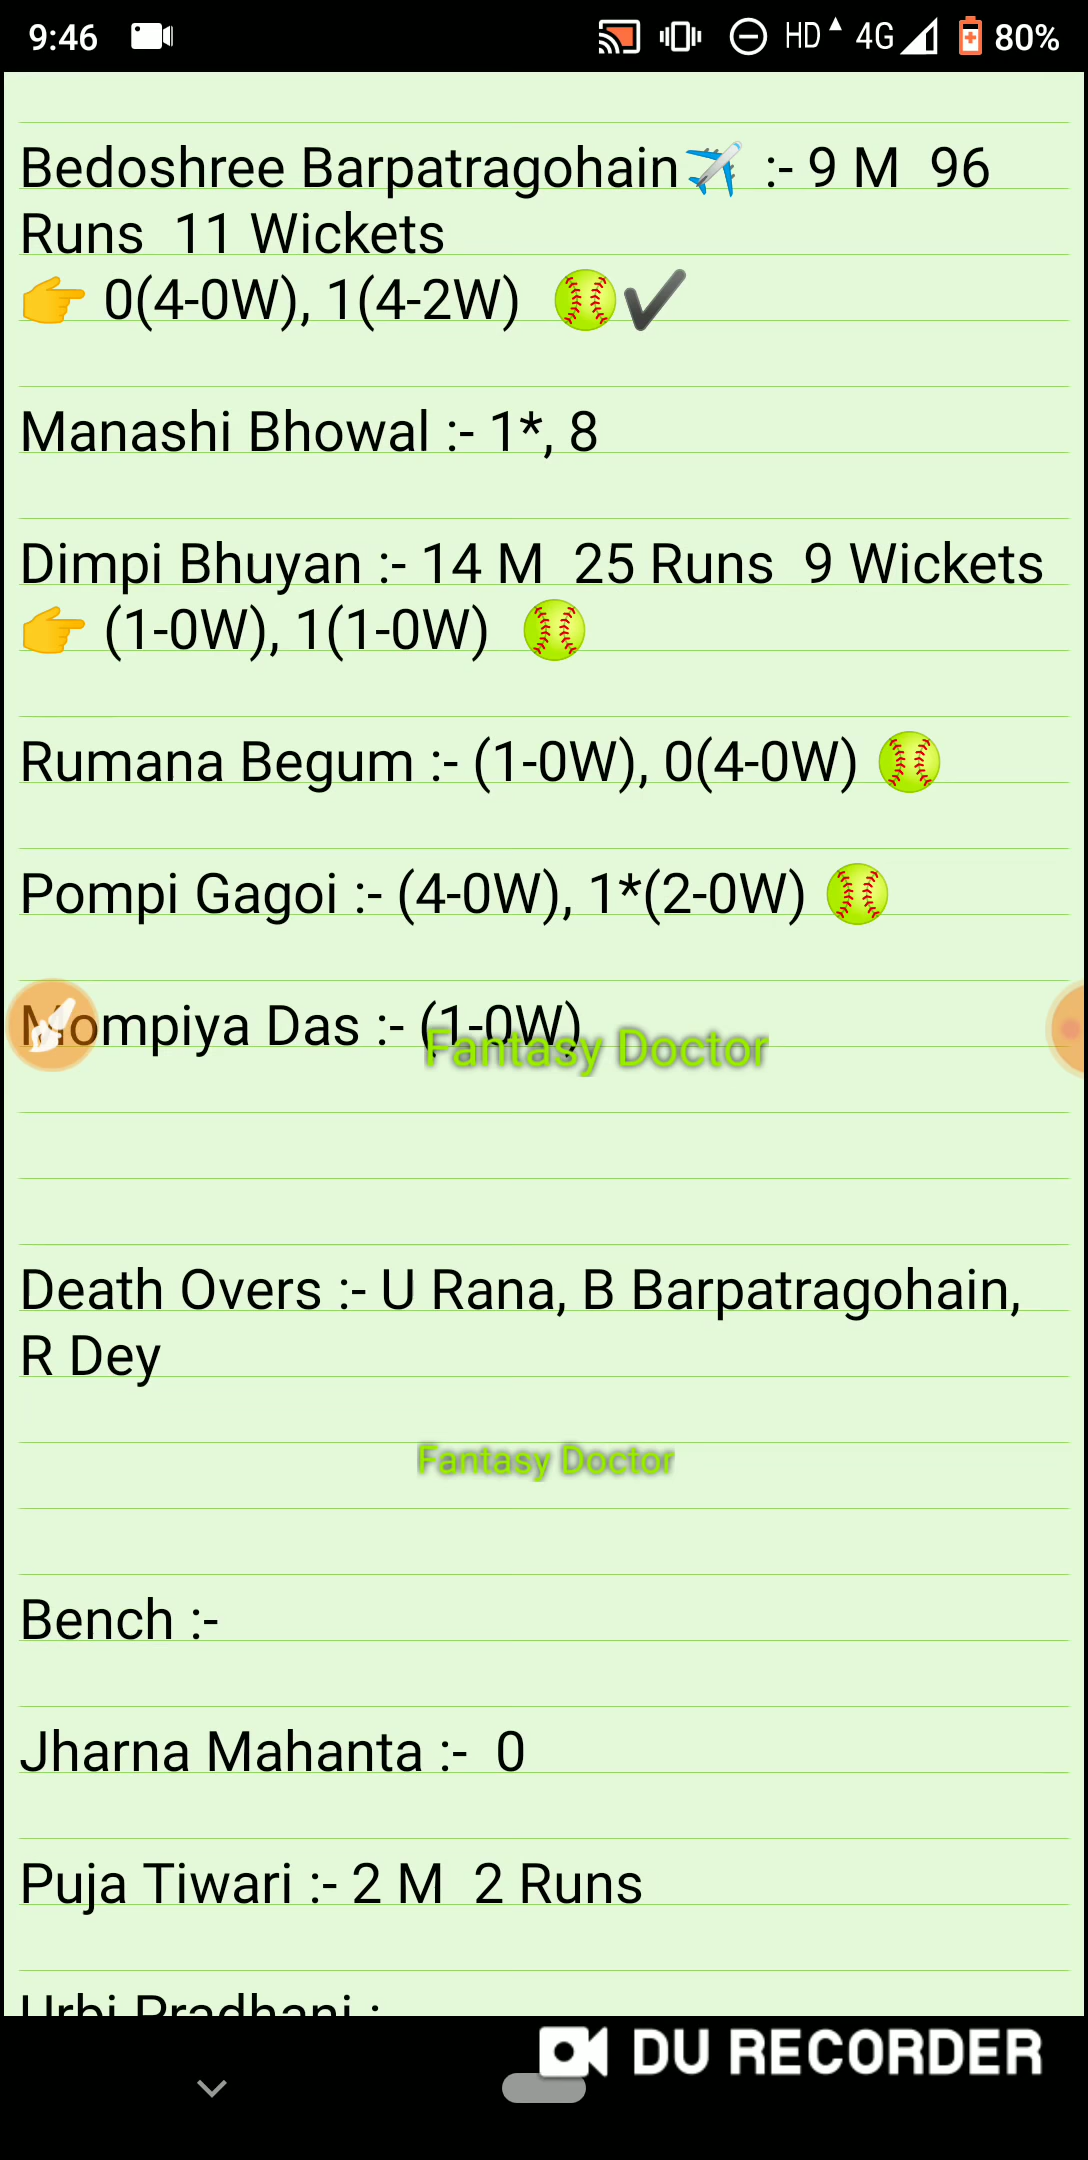 9:46 HD 4G 80%
Bedoshree Barpatragohain✈️ :- 9 M 96
Runs 11 Wickets
👉 0(4-0W), 1(4-2W) 🥎✔️
Manashi Bhowal :- 1*, 8
Dimpi Bhuyan :- 14 M 25 Runs 9 Wickets
👉 (1-0W), 1(1-0W) 🥎
Rumana Begum :- (1-0W), 0(4-0W) 🥎
Pompi Gagoi :- (4-0W), 1*(2-0W) 🥎
Mompiya Das :- (1-0W)
Fantasy Doctor
Death Overs :- U Rana, B Barpatragohain,
R Dey
Fantasy Doctor
Bench :-
Jharna Mahanta :- 0
Puja Tiwari :- 2 M 2 Runs
Urbi Pradhani :
DU RECORDER